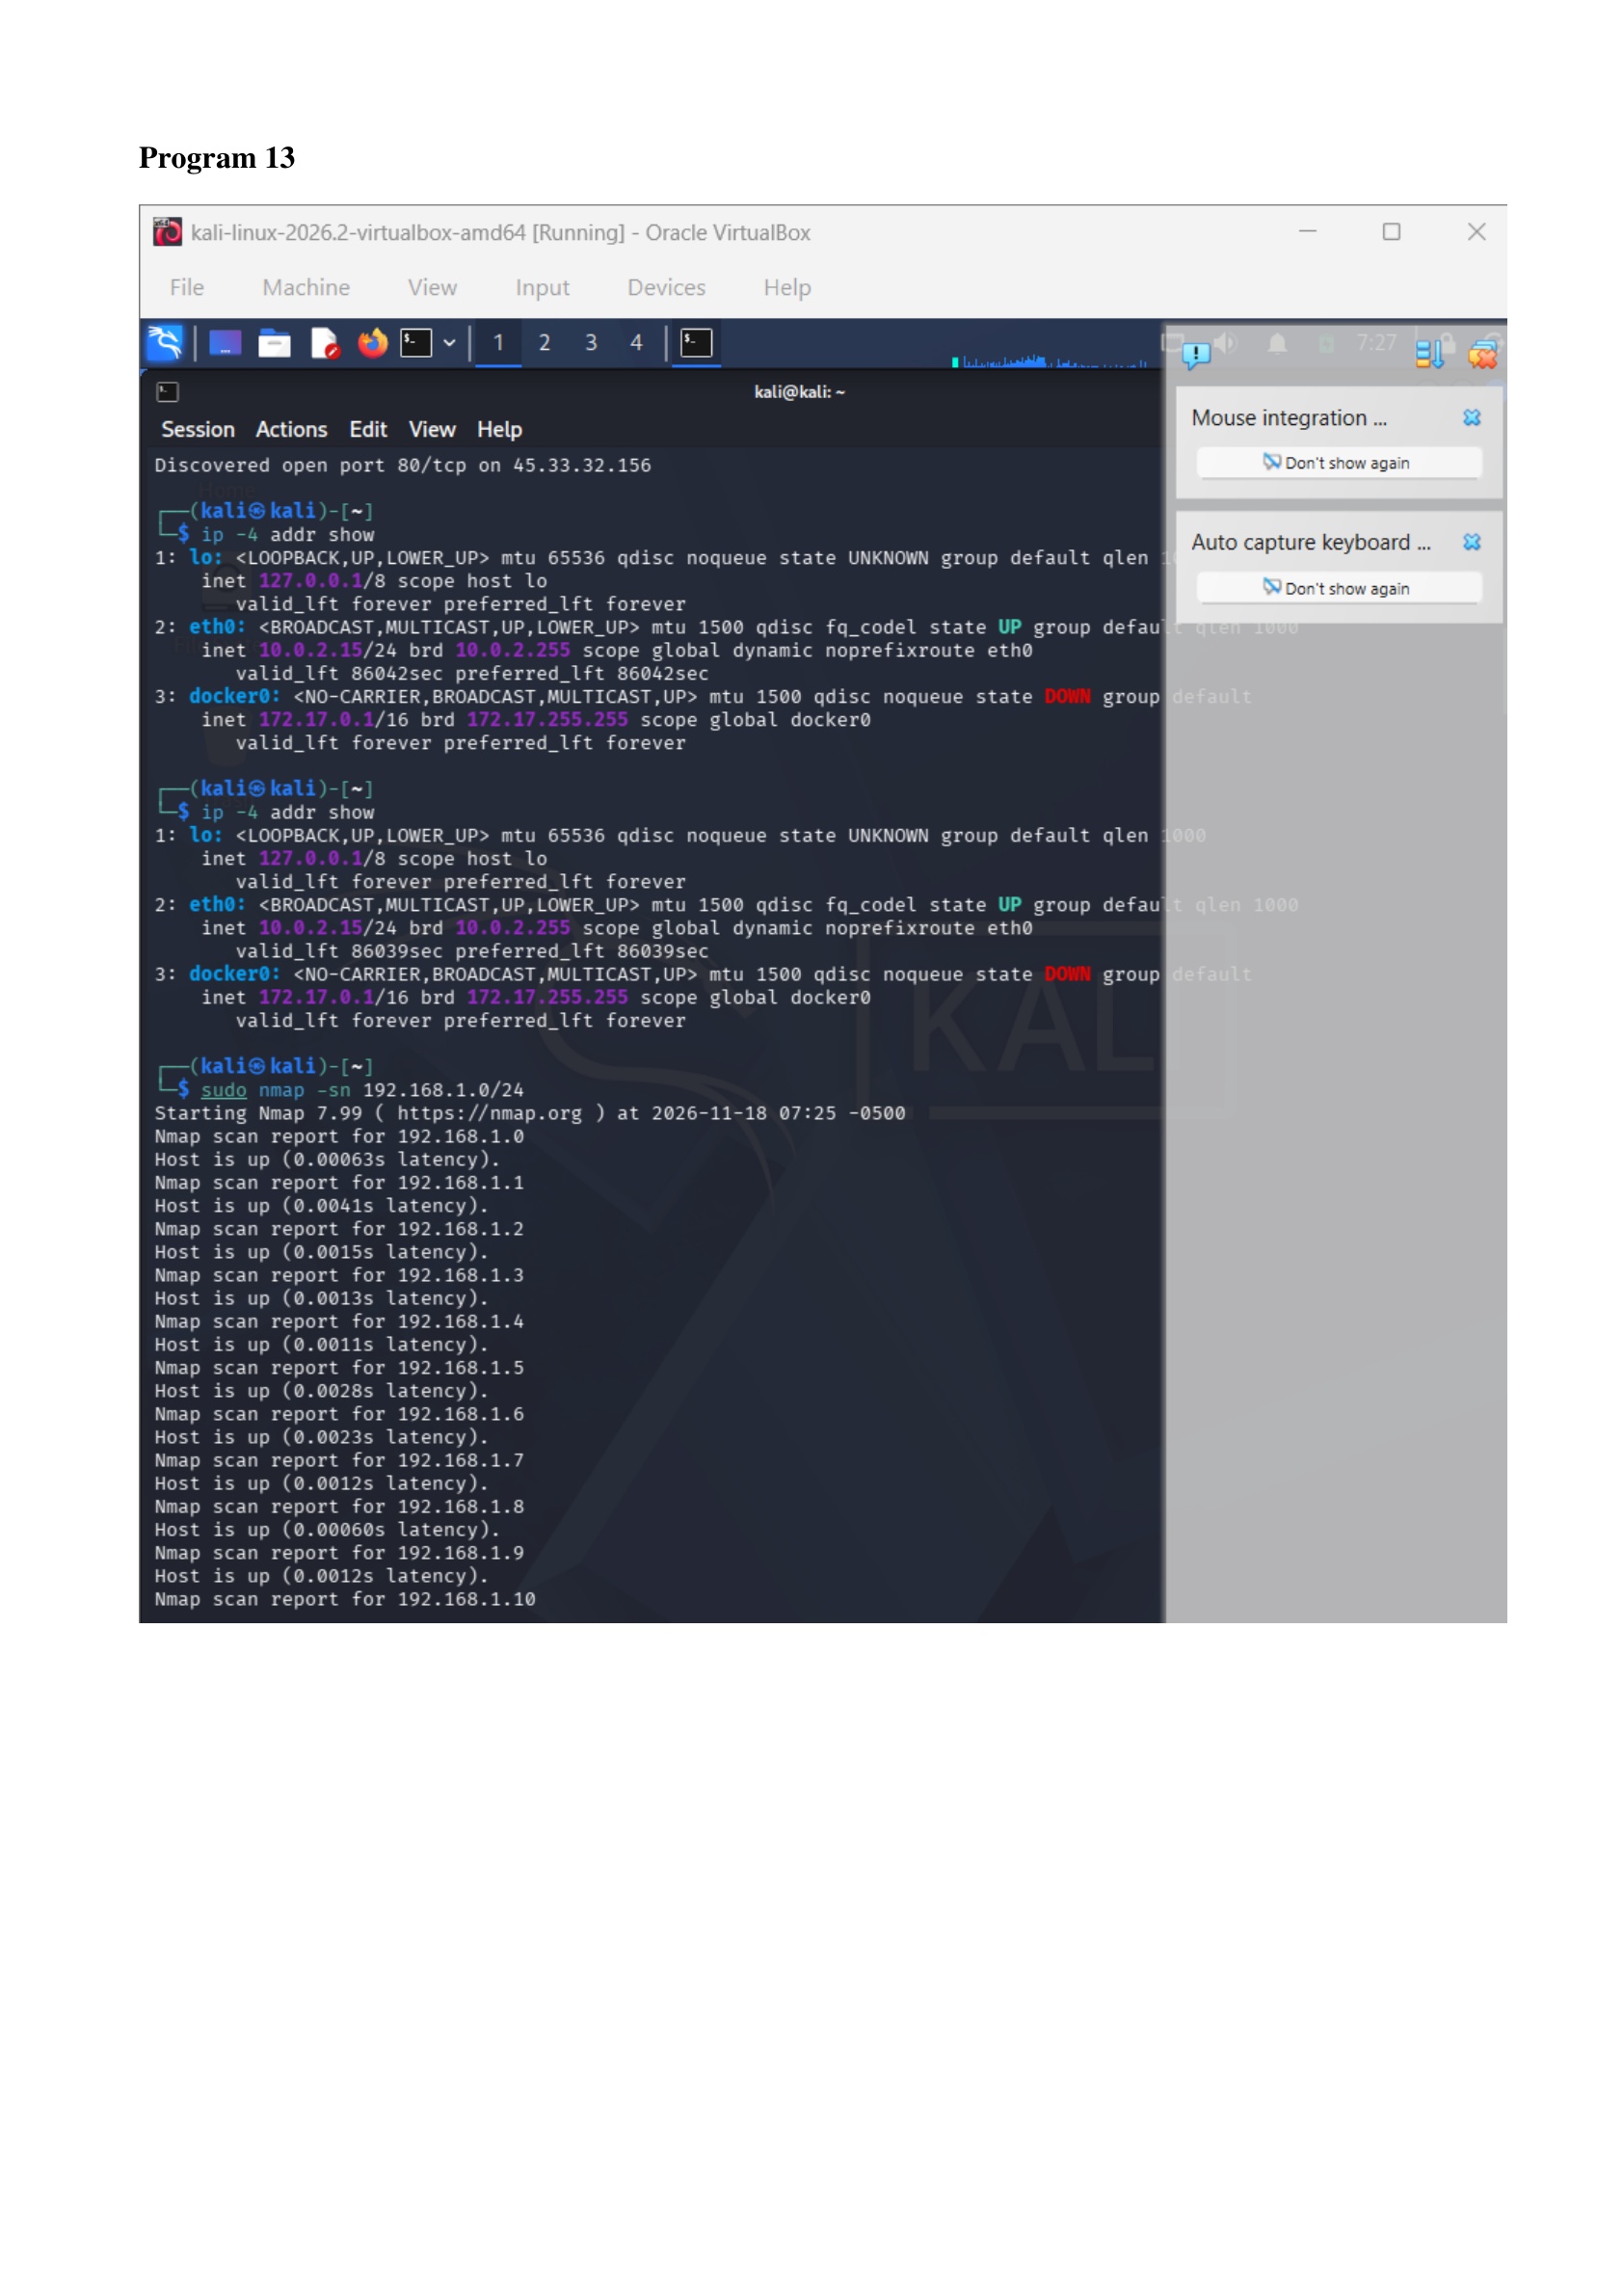 Program 13
kali-linux-2026.2-virtualbox-amd64 [Running] - Oracle VirtualBox
File Machine View Input Devices Help
1 2 3 4 7:27
kali@kali: ~
Session Actions Edit View Help
Mouse integration ...
Don't show again
Auto capture keyboard ...
Don't show again
Discovered open port 80/tcp on 45.33.32.156
Home
┌──(kali㉿kali)-[~]
└─$ ip -4 addr show
1: lo: <LOOPBACK,UP,LOWER_UP> mtu 65536 qdisc noqueue state UNKNOWN group default qlen
inet 127.0.0.1/8 scope host lo
valid_lft forever preferred_lft forever
2: eth0: <BROADCAST,MULTICAST,UP,LOWER_UP> mtu 1500 qdisc fq_codel state UP group default qlen 1000
inet 10.0.2.15/24 brd 10.0.2.255 scope global dynamic noprefixroute eth0
valid_lft 86042sec preferred_lft 86042sec
3: docker0: <NO-CARRIER,BROADCAST,MULTICAST,UP> mtu 1500 qdisc noqueue state DOWN group default
inet 172.17.0.1/16 brd 172.17.255.255 scope global docker0
valid_lft forever preferred_lft forever
┌──(kali㉿kali)-[~]
└─$ ip -4 addr show
1: lo: <LOOPBACK,UP,LOWER_UP> mtu 65536 qdisc noqueue state UNKNOWN group default qlen 1000
inet 127.0.0.1/8 scope host lo
valid_lft forever preferred_lft forever
2: eth0: <BROADCAST,MULTICAST,UP,LOWER_UP> mtu 1500 qdisc fq_codel state UP group default qlen 1000
inet 10.0.2.15/24 brd 10.0.2.255 scope global dynamic noprefixroute eth0
valid_lft 86039sec preferred_lft 86039sec
3: docker0: <NO-CARRIER,BROADCAST,MULTICAST,UP> mtu 1500 qdisc noqueue state DOWN group default
inet 172.17.0.1/16 brd 172.17.255.255 scope global docker0
valid_lft forever preferred_lft forever
KALI
┌──(kali㉿kali)-[~]
└─$ sudo nmap -sn 192.168.1.0/24
Starting Nmap 7.99 ( https://nmap.org ) at 2026-11-18 07:25 -0500
Nmap scan report for 192.168.1.0
Host is up (0.00063s latency).
Nmap scan report for 192.168.1.1
Host is up (0.0041s latency).
Nmap scan report for 192.168.1.2
Host is up (0.0015s latency).
Nmap scan report for 192.168.1.3
Host is up (0.0013s latency).
Nmap scan report for 192.168.1.4
Host is up (0.0011s latency).
Nmap scan report for 192.168.1.5
Host is up (0.0028s latency).
Nmap scan report for 192.168.1.6
Host is up (0.0023s latency).
Nmap scan report for 192.168.1.7
Host is up (0.0012s latency).
Nmap scan report for 192.168.1.8
Host is up (0.00060s latency).
Nmap scan report for 192.168.1.9
Host is up (0.0012s latency).
Nmap scan report for 192.168.1.10